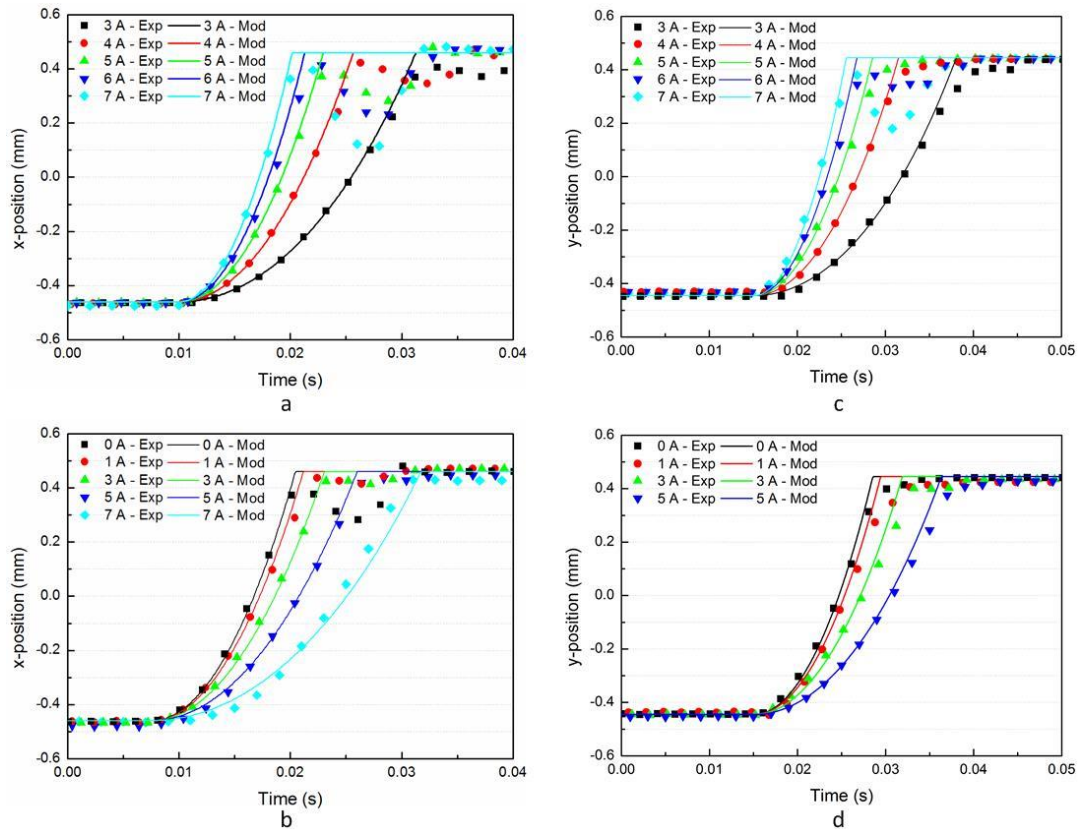 3 A - Exp 3 A - Mod
4 A - Exp 4 A - Mod
5 A - Exp 5 A - Mod
6 A - Exp 6 A - Mod
7 A - Exp 7 A - Mod
0.6
0.4
0.2
0.0
-0.2
-0.4
-0.6
x-position (mm)
0.00 0.01 0.02 0.03 0.04
Time (s)
a
3 A - Exp 3 A - Mod
4 A - Exp 4 A - Mod
5 A - Exp 5 A - Mod
6 A - Exp 6 A - Mod
7 A - Exp 7 A - Mod
0.6
0.4
0.2
0.0
-0.2
-0.4
-0.6
y-position (mm)
0.00 0.01 0.02 0.03 0.04 0.05
Time (s)
c
0 A - Exp 0 A - Mod
1 A - Exp 1 A - Mod
3 A - Exp 3 A - Mod
5 A - Exp 5 A - Mod
7 A - Exp 7 A - Mod
0.6
0.4
0.2
0.0
-0.2
-0.4
-0.6
x-position (mm)
0.00 0.01 0.02 0.03 0.04
Time (s)
b
0 A - Exp 0 A - Mod
1 A - Exp 1 A - Mod
3 A - Exp 3 A - Mod
5 A - Exp 5 A - Mod
0.6
0.4
0.2
0.0
-0.2
-0.4
-0.6
y-position (mm)
0.00 0.01 0.02 0.03 0.04 0.05
Time (s)
d